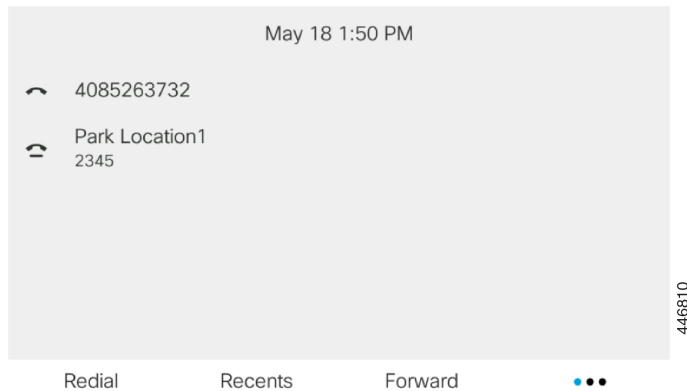 May 18 1:50 PM
4085263732
Park Location1
2345
446810
Redial Recents Forward